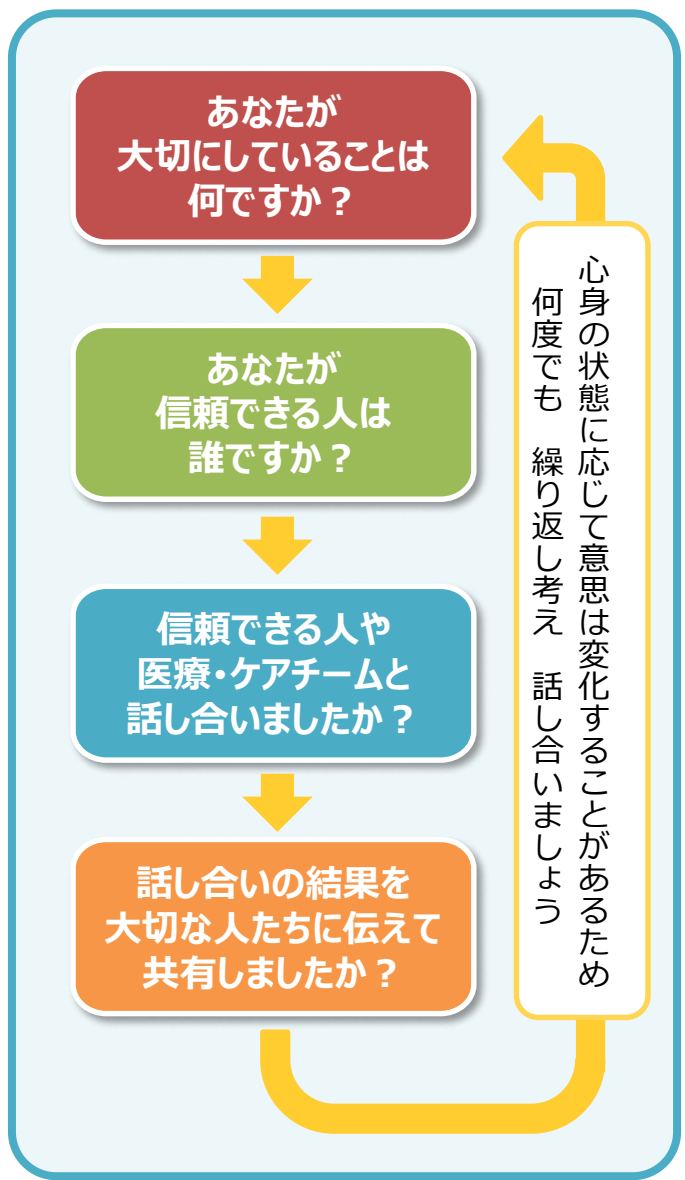 あなたが
大切にしていることは
何ですか?
あなたが
信頼できる人は
誰ですか?
信頼できる人や
医療・ケアチームと
話し合いましたか?
話し合いの結果を
大切な人たちに伝えて
共有しましたか?
心身の状態に応じて意思は変化することがあるため
何度でも　繰り返し考え　話し合いましょう